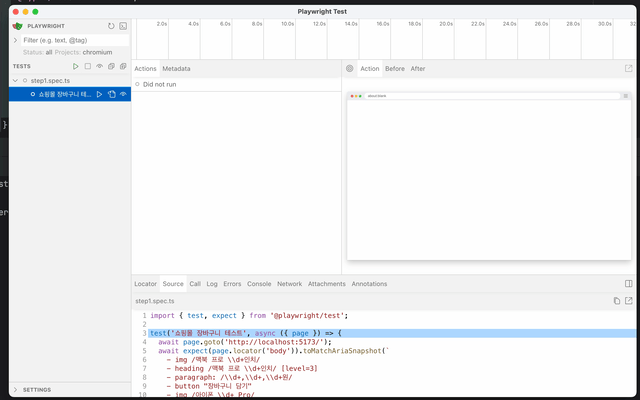 Playwright Test
PLAYWRIGHT
Filter (e.g. text, @tag)
Status: all Projects: chromium
TESTS
step1.spec.ts
쇼핑몰 장바구니 테...
2.0s 4.0s 6.0s 8.0s 10.0s 12.0s 14.0s 16.0s 18.0s 20.0s 22.0s 24.0s 26.0s 28.0s 30.0s 32
Actions Metadata
Did not run
Action Before After
about:blank
Locator Source Call Log Errors Console Network Attachments Annotations
step1.spec.ts
1 import { test, expect } from '@playwright/test';
2
3 test('쇼핑몰 장바구니 테스트', async ({ page }) => {
4 await page.goto('http://localhost:5173/');
5 await expect(page.locator('body')).toMatchAriaSnapshot(`
6 - img /맥북 프로 \\d+인치/
7 - heading /맥북 프로 \\d+인치/ [level=3]
8 - paragraph: /\\d+,\\d+,\\d+원/
9 - button "장바구니 담기"
10 - img /아이폰 \\d+ Pro/
SETTINGS
}
st
er